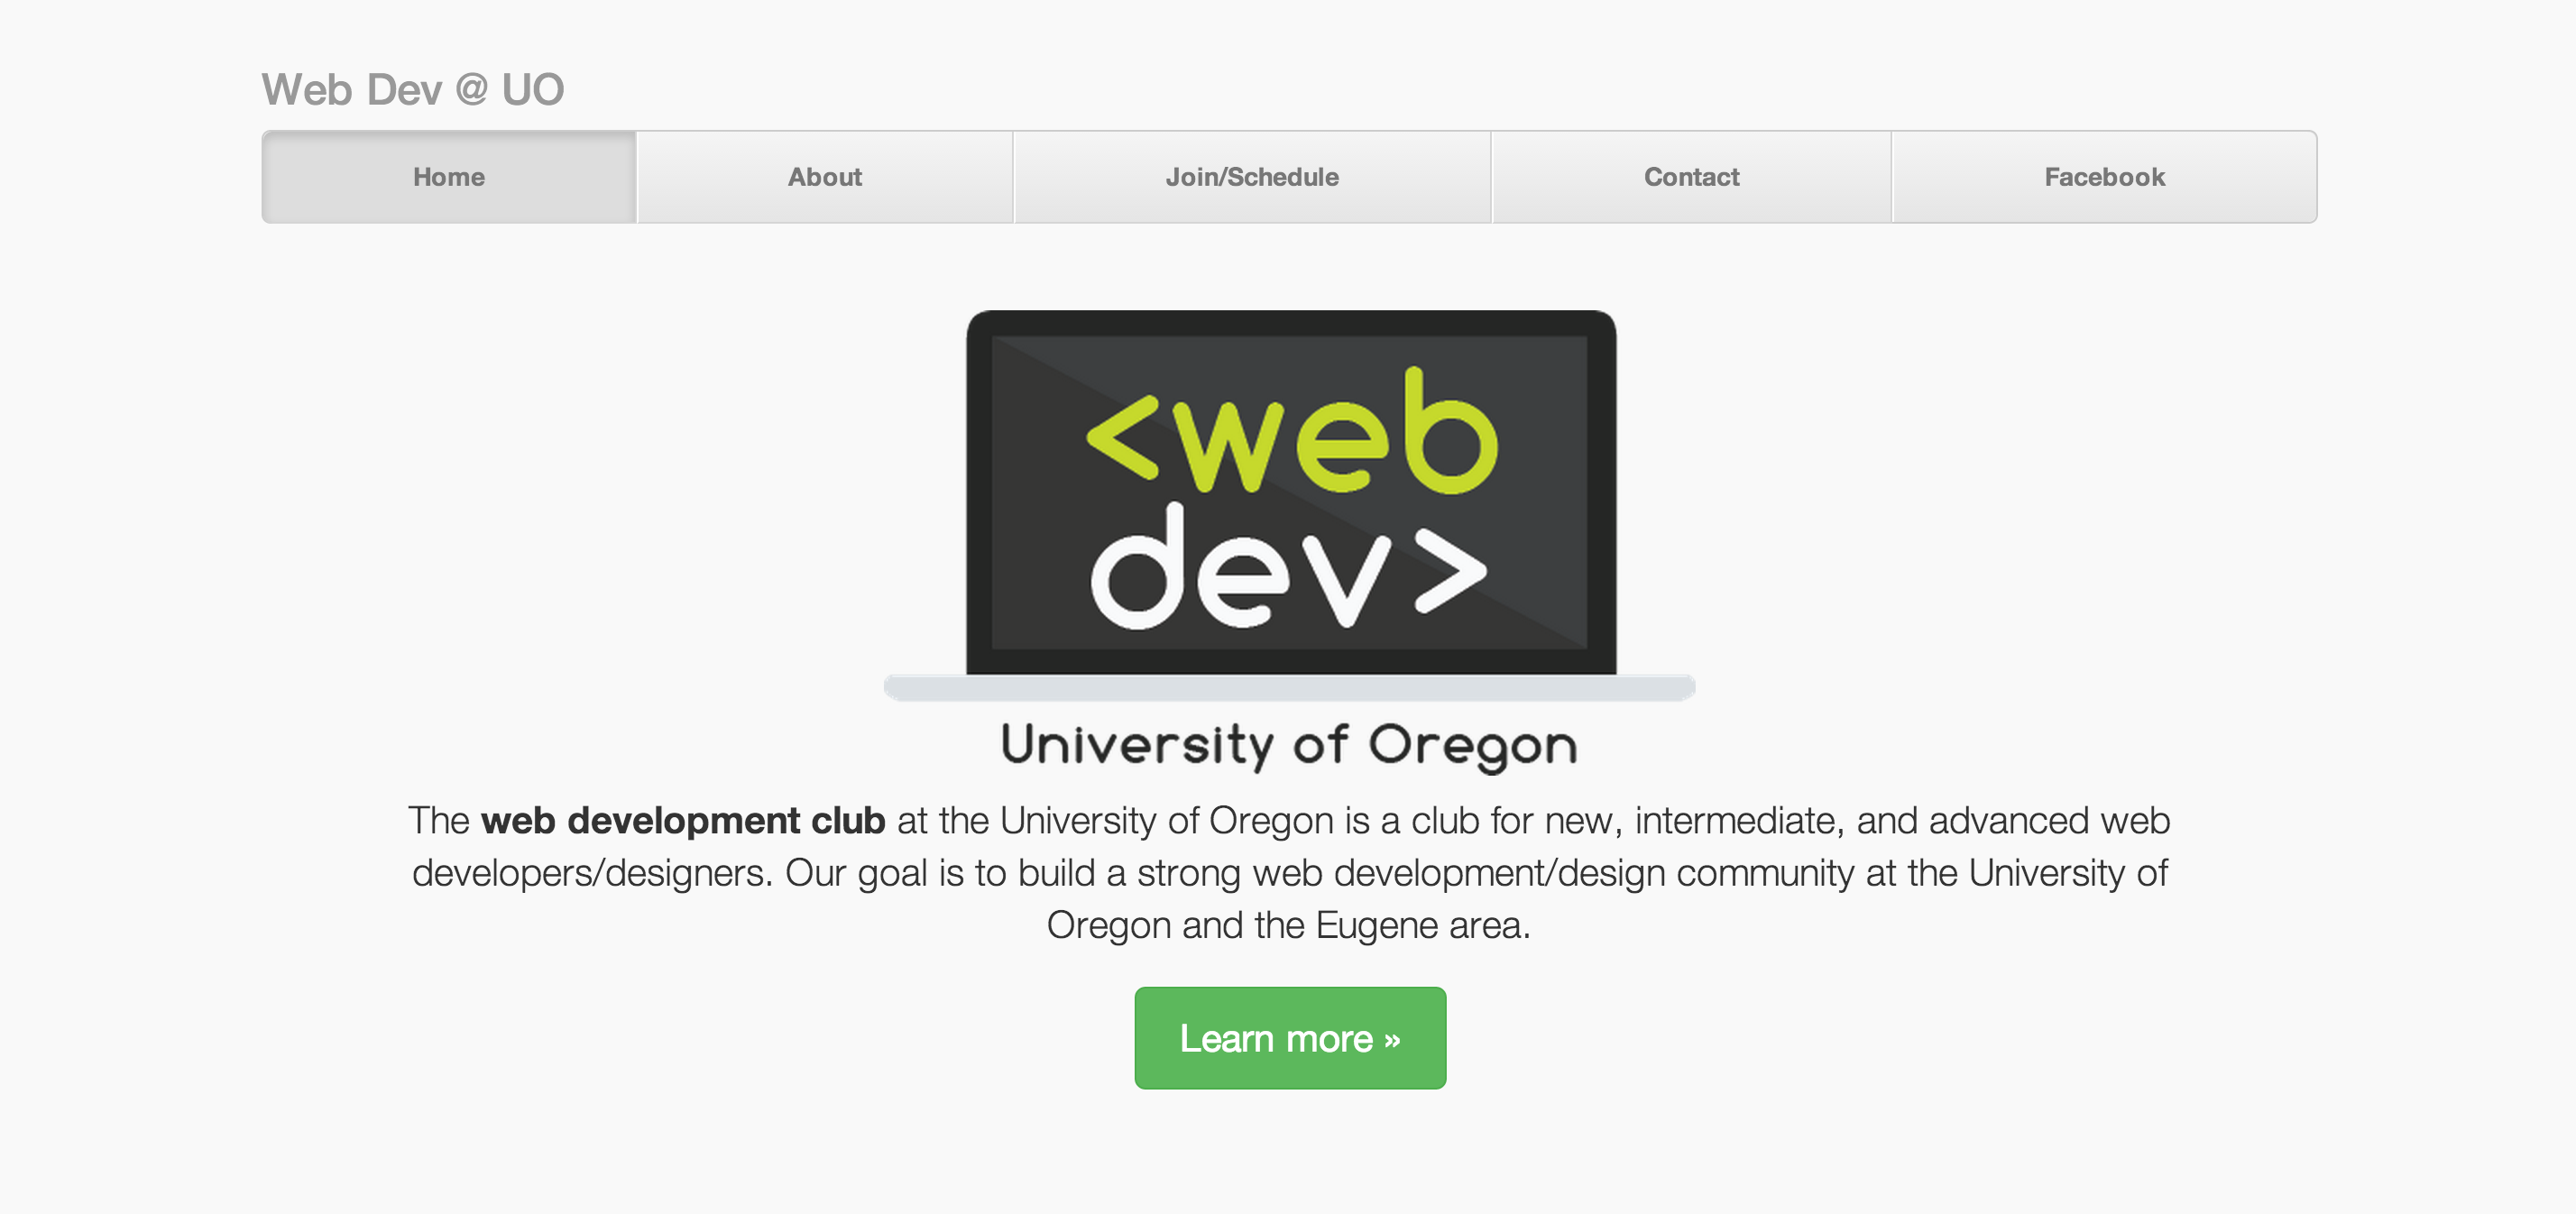 Web Dev @ UO
Home About Join/Schedule Contact Facebook
<web
dev>
University of Oregon
The web development club at the University of Oregon is a club for new, intermediate, and advanced web
developers/designers. Our goal is to build a strong web development/design community at the University of
Oregon and the Eugene area.
Learn more »